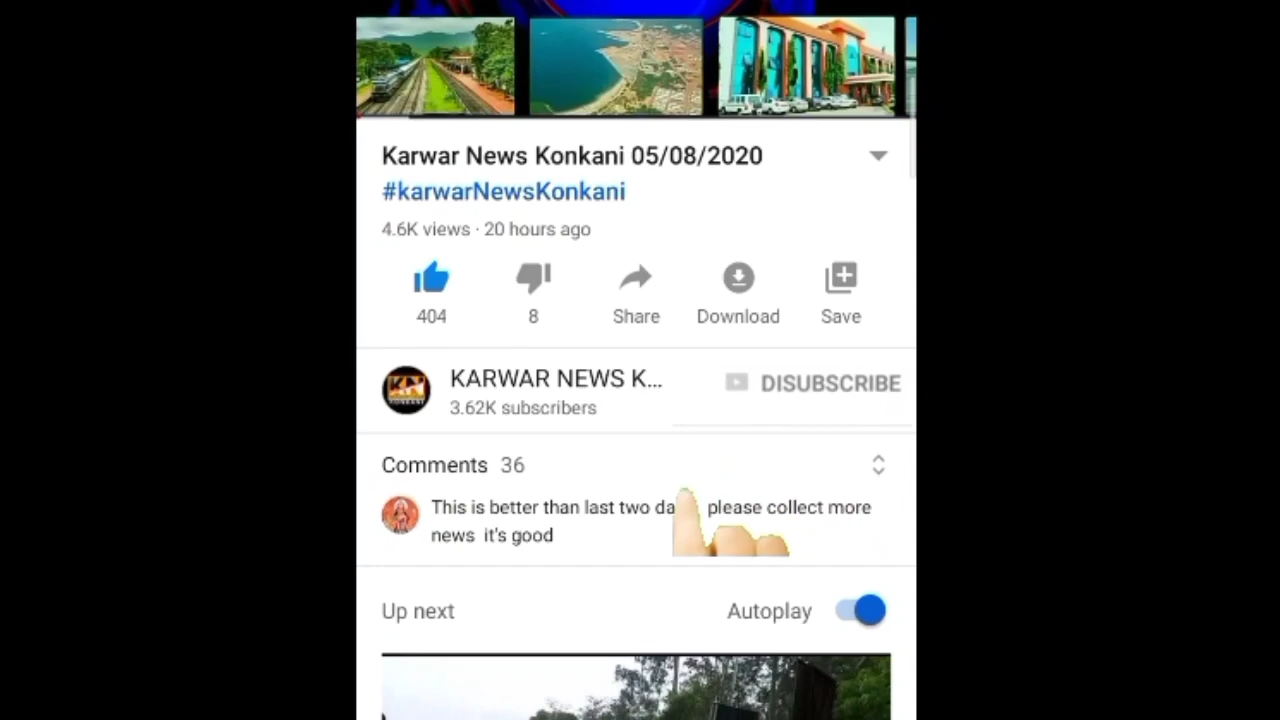 Karwar News Konkani 05/08/2020
#karwarNewsKonkani
4.6K views · 20 hours ago
404
8
Share
Download
Save
KN
KONKANI
KARWAR NEWS K...
3.62K subscribers
DISUBSCRIBE
Comments 36
This is better than last two da please collect more
news it's good
Up next
Autoplay